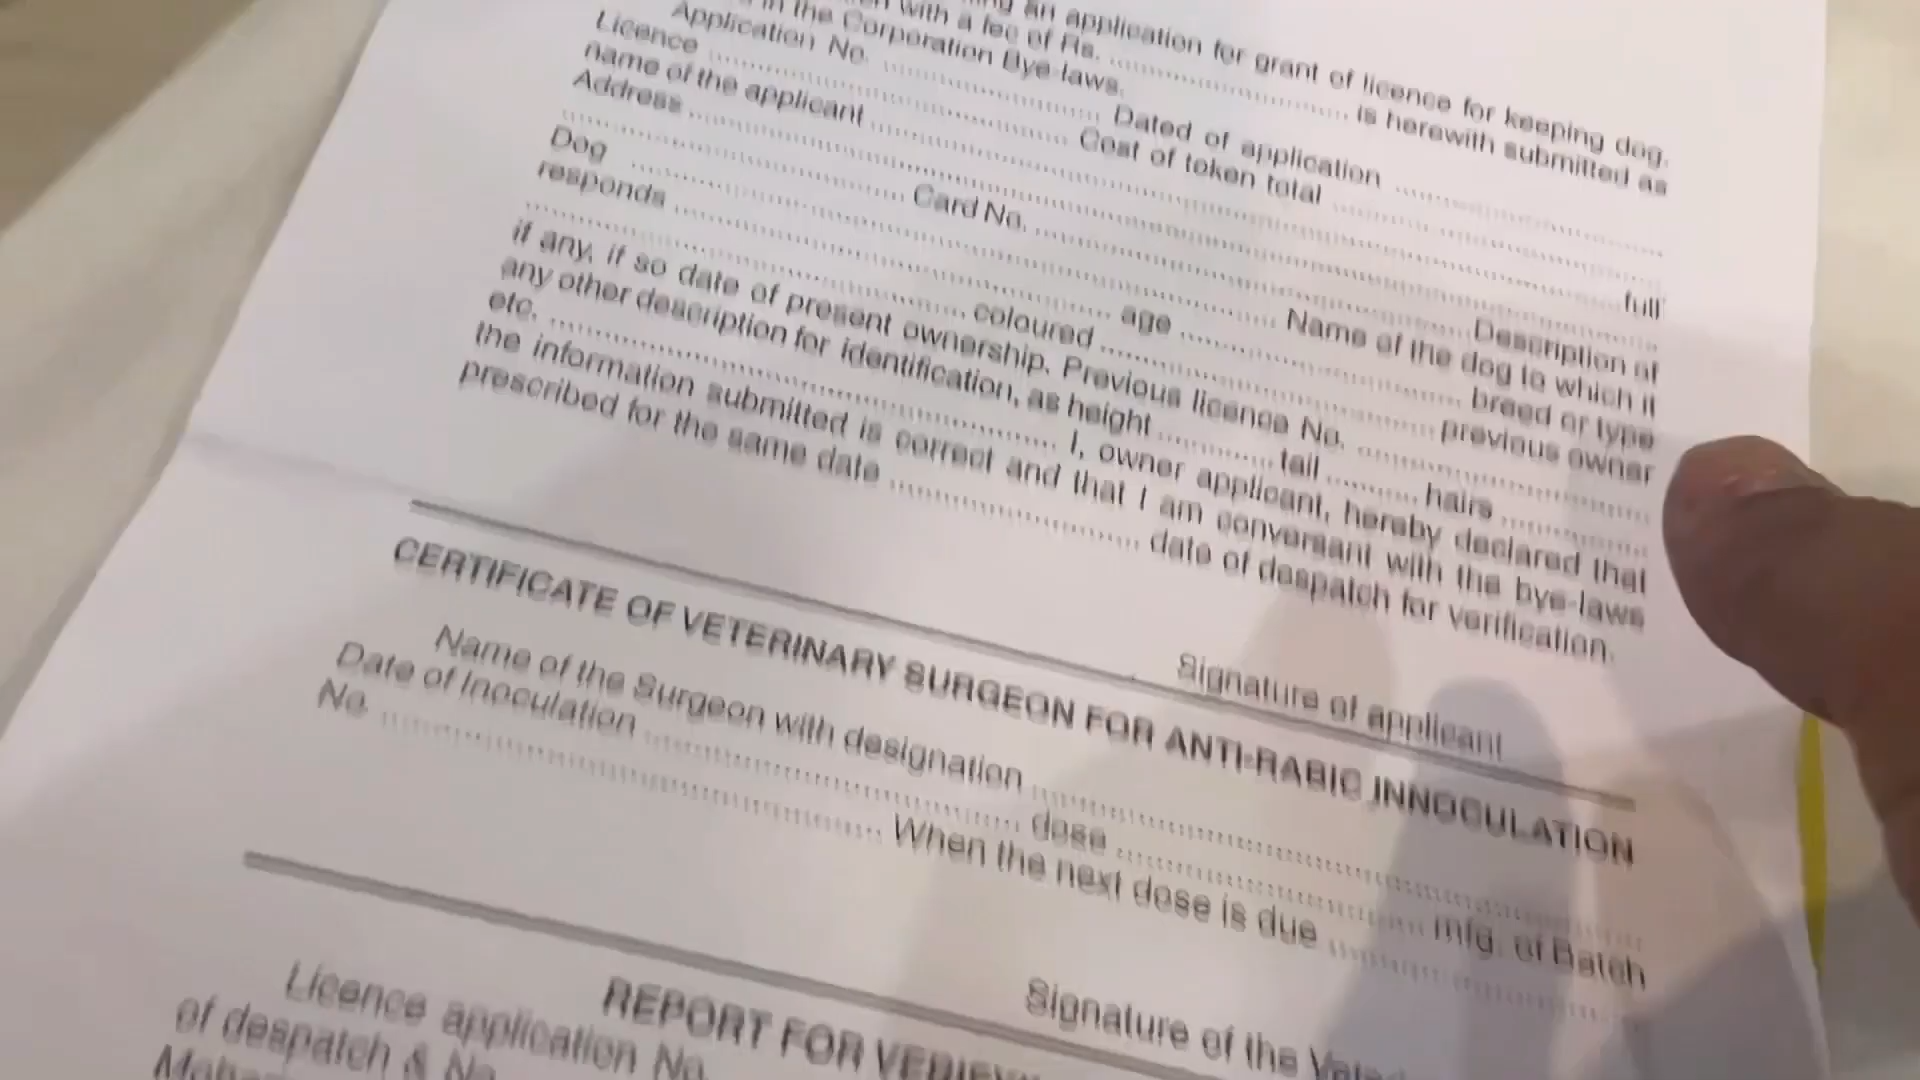 an application for grant of licence for keeping dog.
with a fee of Rs. .............................. is herewith submitted as
in the Corporation Bye-laws.
Application No. .............................. Dated of application ..............................
Licence .............................. Cost of token total ..............................
name of the applicant .............................. full
Address ..............................
.............................. Card No. .............................. Description of
Dog .............................. Name of the dog to which it
responds .............................. age .............................. breed or type
.............................. coloured .............................. previous owner
if any, if so date of present ownership. Previous licence No. ..............................
any other description for identification, as height ............ tail .......... hairs ................
etc. .............................. I, owner applicant, hereby declared that
the information submitted is correct and that I am conversant with the bye-laws
prescribed for the same date .............................. date of despatch for verification.
Signature of applicant
CERTIFICATE OF VETERINARY SURGEON FOR ANTI-RABIC INNOCULATION
Name of the Surgeon with designation ..............................
Date of Inoculation .............................. dose .............................. mfg. of Batch
No. .............................. When the next dose is due ..............................
Signature of the
REPORT FOR
Licence application No.
of despatch & No.